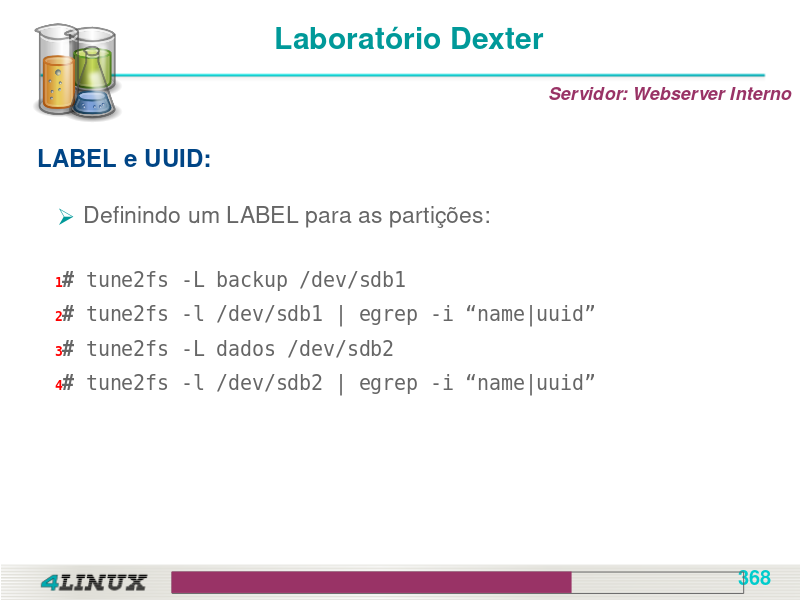 Laboratório Dexter
Servidor: Webserver Interno
LABEL e UUID:
Definindo um LABEL para as partições:
1# tune2fs -L backup /dev/sdb1
2# tune2fs -l /dev/sdb1 | egrep -i “name|uuid”
3# tune2fs -L dados /dev/sdb2
4# tune2fs -l /dev/sdb2 | egrep -i “name|uuid”
4LINUX
368